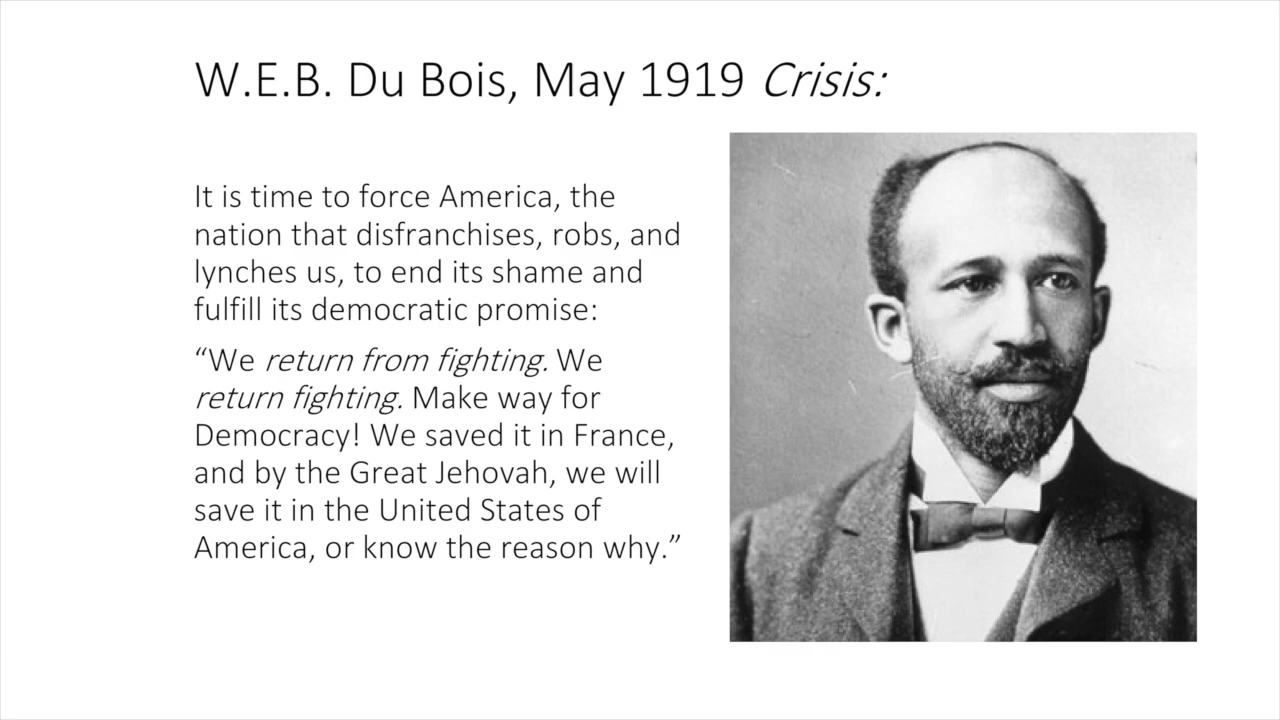 W.E.B. Du Bois, May 1919 Crisis:
It is time to force America, the
nation that disfranchises, robs, and
lynches us, to end its shame and
fulfill its democratic promise:
“We return from fighting. We
return fighting. Make way for
Democracy! We saved it in France,
and by the Great Jehovah, we will
save it in the United States of
America, or know the reason why.”